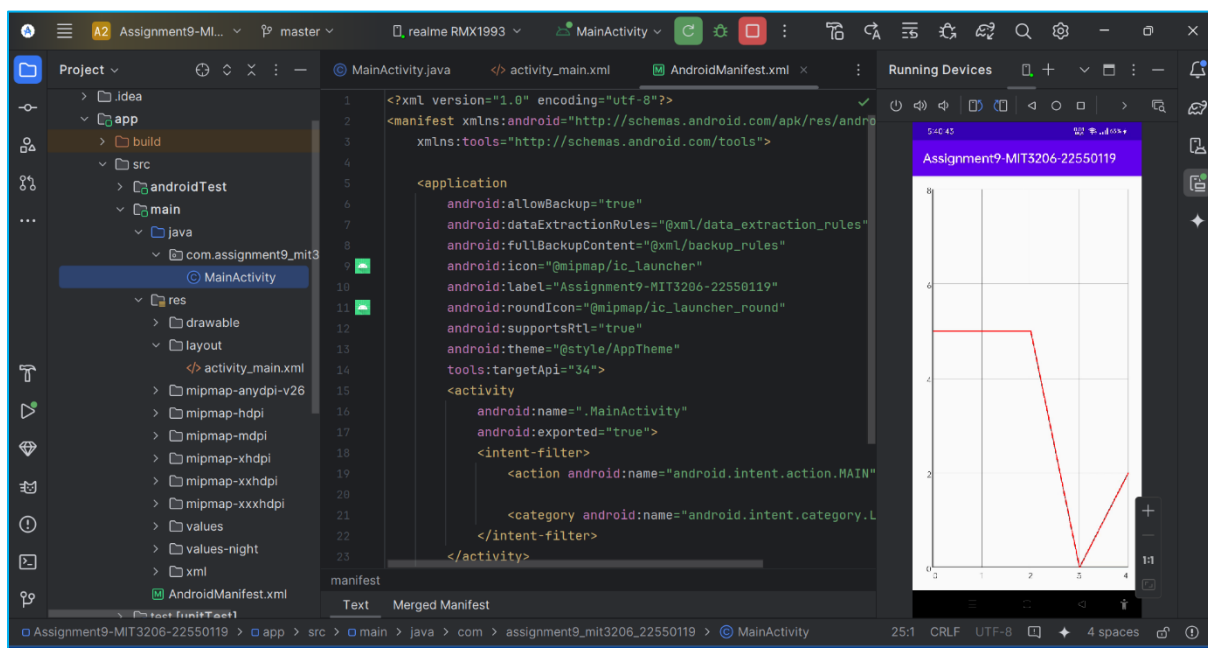 A2 Assignment9-MI... master realme RMX1993 MainActivity
Project
.idea
app
build
src
androidTest
main
java
com.assignment9_mit3
MainActivity
res
drawable
layout
activity_main.xml
mipmap-anydpi-v26
mipmap-hdpi
mipmap-mdpi
mipmap-xhdpi
mipmap-xxhdpi
mipmap-xxxhdpi
values
values-night
xml
AndroidManifest.xml
test [unitTest]
MainActivity.java activity_main.xml AndroidManifest.xml
1 <?xml version="1.0" encoding="utf-8"?>
2 <manifest xmlns:android="http://schemas.android.com/apk/res/andro
3 xmlns:tools="http://schemas.android.com/tools">
4
5 <application
6 android:allowBackup="true"
7 android:dataExtractionRules="@xml/data_extraction_rules"
8 android:fullBackupContent="@xml/backup_rules"
9 android:icon="@mipmap/ic_launcher"
10 android:label="Assignment9-MIT3206-22550119"
11 android:roundIcon="@mipmap/ic_launcher_round"
12 android:supportsRtl="true"
13 android:theme="@style/AppTheme"
14 tools:targetApi="34">
15 <activity
16 android:name=".MainActivity"
17 android:exported="true">
18 <intent-filter>
19 <action android:name="android.intent.action.MAIN"
20
21 <category android:name="android.intent.category.L
22 </intent-filter>
23 </activity>
manifest
Text Merged Manifest
Running Devices
5:40:43
Assignment9-MIT3206-22550119
8
6
4
2
0
0 1 2 3 4
1:1
Assignment9-MIT3206-22550119 > app > src > main > java > com > assignment9_mit3206_22550119 > MainActivity 25:1 CRLF UTF-8 4 spaces